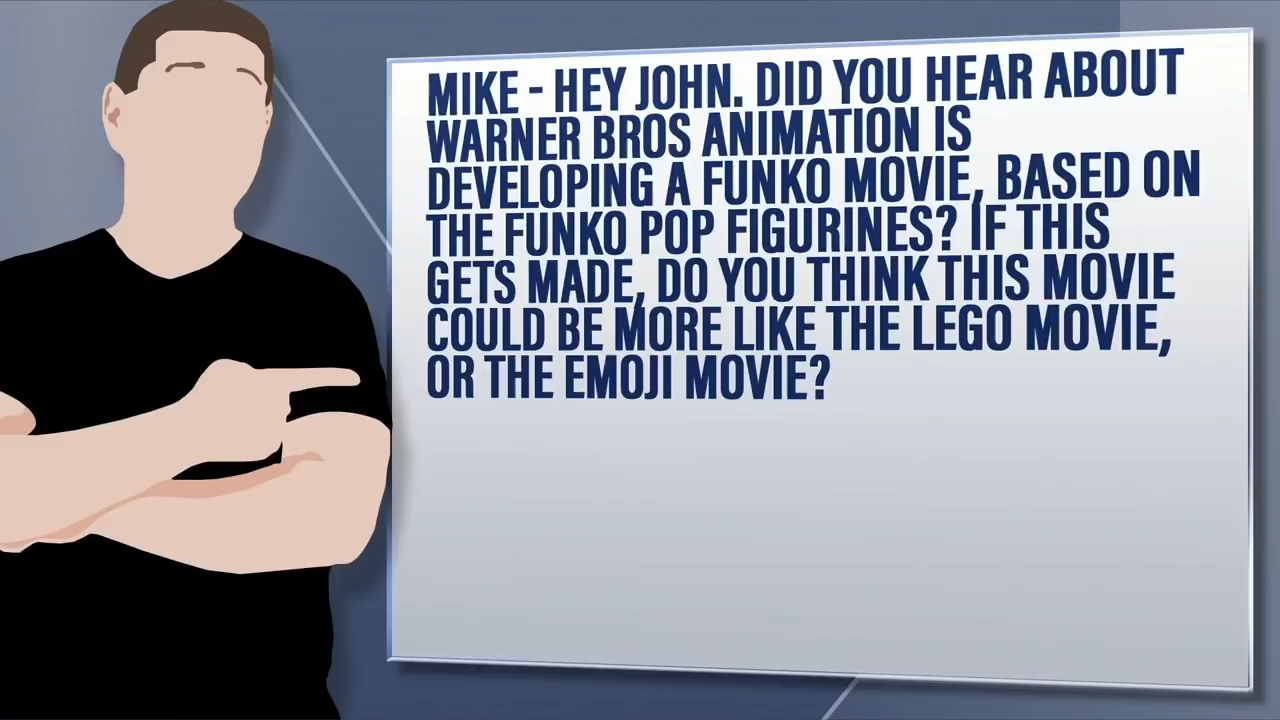 MIKE - HEY JOHN. DID YOU HEAR ABOUT
WARNER BROS ANIMATION IS
DEVELOPING A FUNKO MOVIE, BASED ON
THE FUNKO POP FIGURINES? IF THIS
GETS MADE, DO YOU THINK THIS MOVIE
COULD BE MORE LIKE THE LEGO MOVIE,
OR THE EMOJI MOVIE?